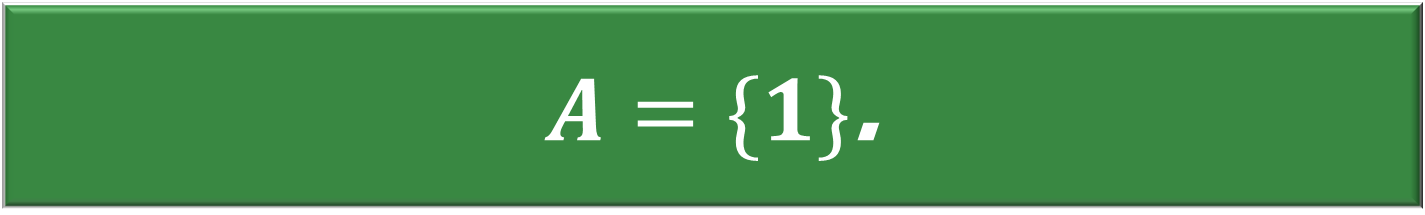 A = {1}.